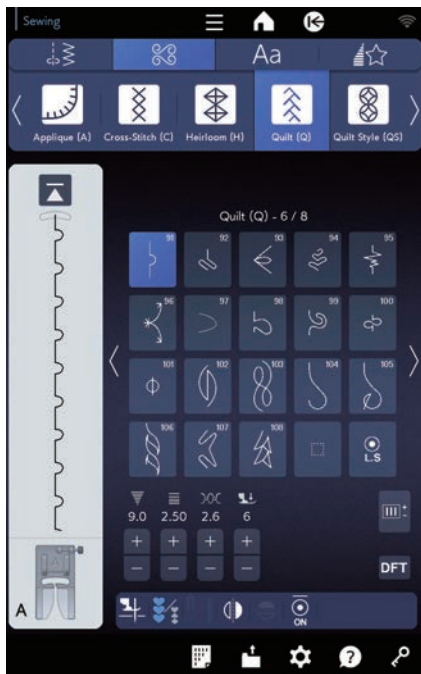 Sewing
Aa
Applique (A) Cross-Stitch (C) Heirloom (H) Quilt (Q) Quilt Style (QS)
Quilt (Q) - 6 / 8
91 92 93 94 95
96 97 98 99 100
101 102 103 104 105
106 107 108 L.S
9.0 2.50 2.6 6
+ + + +
− − − −
DFT
A
ON